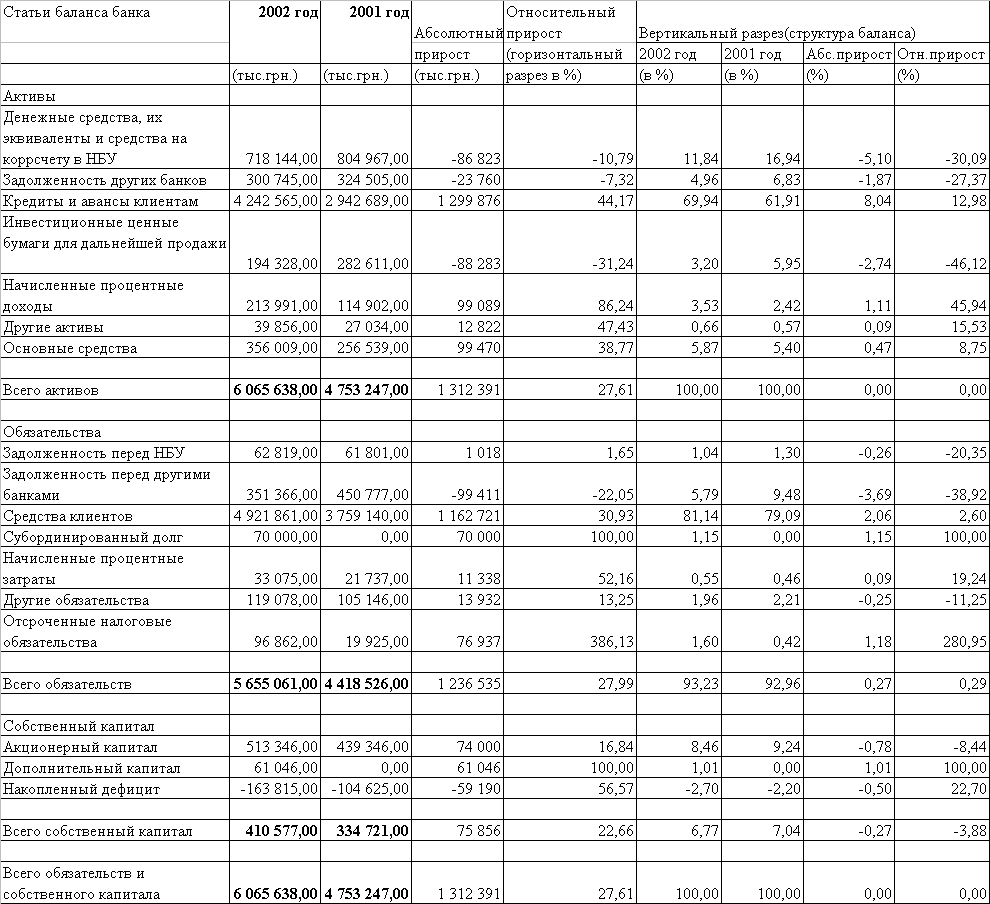 Статьи баланса банка 2002 год 2001 год Относительный
Абсолютный прирост Вертикальный разрез(структура баланса)
прирост (горизонтальный 2002 год 2001 год Абс.прирост Отн.прирост
(тыс.грн.) (тыс.грн.) (тыс.грн.) разрез в %) (в %) (в %) (%) (%)
Активы
Денежные средства, их
эквиваленты и средства на
коррсчету в НБУ 718 144,00 804 967,00 -86 823 -10,79 11,84 16,94 -5,10 -30,09
Задолженность других банков 300 745,00 324 505,00 -23 760 -7,32 4,96 6,83 -1,87 -27,37
Кредиты и авансы клиентам 4 242 565,00 2 942 689,00 1 299 876 44,17 69,94 61,91 8,04 12,98
Инвестиционные ценные
бумаги для дальнейшей продажи
194 328,00 282 611,00 -88 283 -31,24 3,20 5,95 -2,74 -46,12
Начисленные процентные
доходы 213 991,00 114 902,00 99 089 86,24 3,53 2,42 1,11 45,94
Другие активы 39 856,00 27 034,00 12 822 47,43 0,66 0,57 0,09 15,53
Основные средства 356 009,00 256 539,00 99 470 38,77 5,87 5,40 0,47 8,75
Всего активов 6 065 638,00 4 753 247,00 1 312 391 27,61 100,00 100,00 0,00 0,00
Обязательства
Задолженность перед НБУ 62 819,00 61 801,00 1 018 1,65 1,04 1,30 -0,26 -20,35
Задолженность перед другими
банками 351 366,00 450 777,00 -99 411 -22,05 5,79 9,48 -3,69 -38,92
Средства клиентов 4 921 861,00 3 759 140,00 1 162 721 30,93 81,14 79,09 2,06 2,60
Субординированный долг 70 000,00 0,00 70 000 100,00 1,15 0,00 1,15 100,00
Начисленные процентные
затраты 33 075,00 21 737,00 11 338 52,16 0,55 0,46 0,09 19,24
Другие обязательства 119 078,00 105 146,00 13 932 13,25 1,96 2,21 -0,25 -11,25
Отсроченные налоговые
обязательства 96 862,00 19 925,00 76 937 386,13 1,60 0,42 1,18 280,95
Всего обязательств 5 655 061,00 4 418 526,00 1 236 535 27,99 93,23 92,96 0,27 0,29
Собственный капитал
Акционерный капитал 513 346,00 439 346,00 74 000 16,84 8,46 9,24 -0,78 -8,44
Дополнительный капитал 61 046,00 0,00 61 046 100,00 1,01 0,00 1,01 100,00
Накопленный дефицит -163 815,00 -104 625,00 -59 190 56,57 -2,70 -2,20 -0,50 22,70
Всего собственный капитал 410 577,00 334 721,00 75 856 22,66 6,77 7,04 -0,27 -3,88
Всего обязательств и
собственного капитала 6 065 638,00 4 753 247,00 1 312 391 27,61 100,00 100,00 0,00 0,00